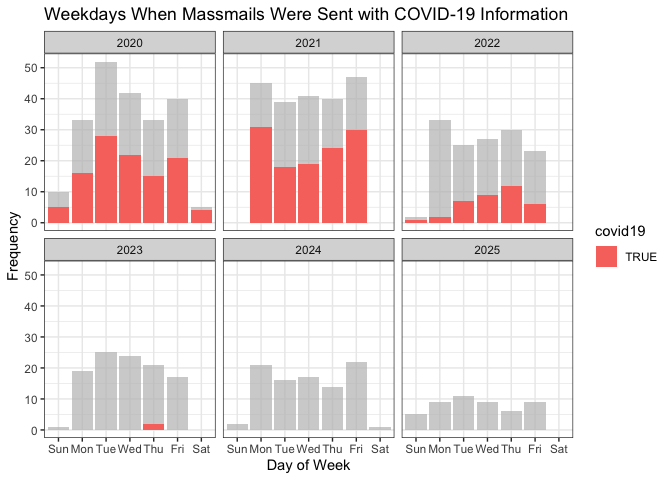 Weekdays When Massmails Were Sent with COVID-19 Information
2020 2021 2022
50
40
30
20
10
0
Frequency
covid19
TRUE
2023 2024 2025
50
40
30
20
10
0
Sun Mon Tue Wed Thu Fri Sat Sun Mon Tue Wed Thu Fri Sat Sun Mon Tue Wed Thu Fri Sat
Day of Week